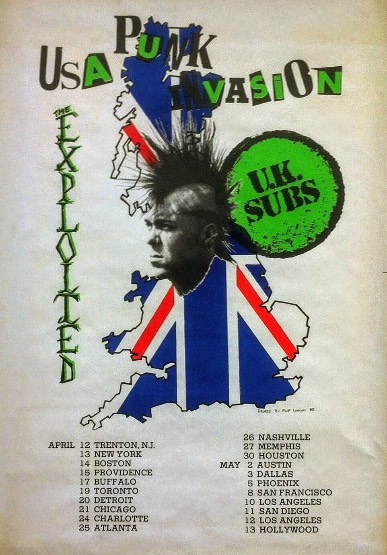 USA PUNK
INVASION
THE EXPLOITED
U.K.
SUBS
APRIL 12 TRENTON, N.J.
13 NEW YORK
14 BOSTON
15 PROVIDENCE
17 BUFFALO
19 TORONTO
20 DETROIT
21 CHICAGO
24 CHARLOTTE
25 ATLANTA
26 NASHVILLE
27 MEMPHIS
30 HOUSTON
MAY 2 AUSTIN
3 DALLAS
5 PHOENIX
8 SAN FRANCISCO
10 LOS ANGELES
11 SAN DIEGO
12 LOS ANGELES
13 HOLLYWOOD